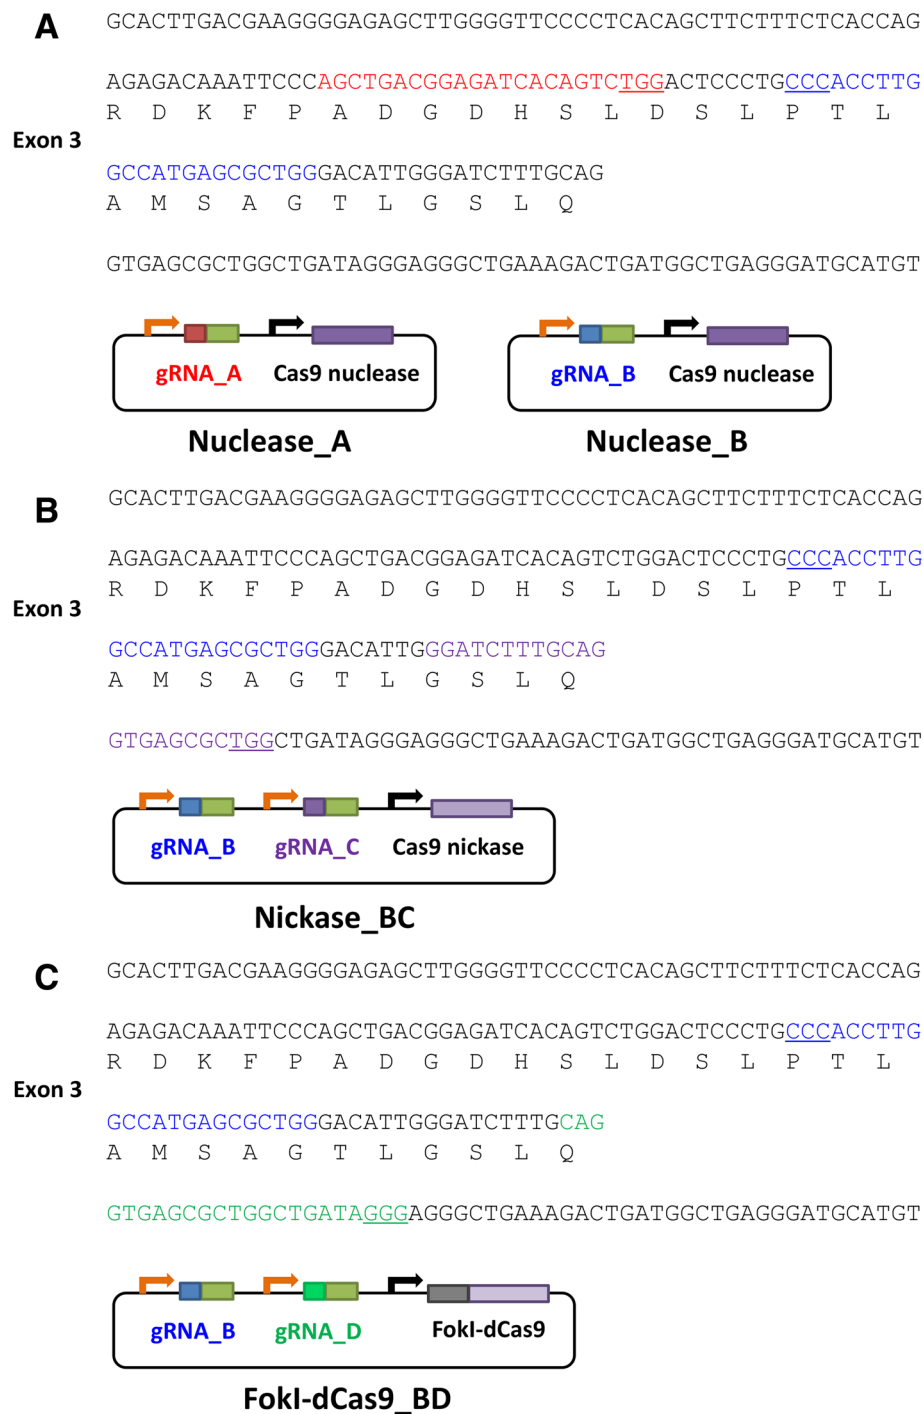 A
GCACTTGACGAAGGGGAGAGCTTGGGGTTCCCCTCACAGCTTCTTTCTCACCAG
AGAGACAAATTCCCAGCTGACGGAGATCACAGTCTGGACTCCCTGCCCACCTTG
R D K F P A D G D H S L D S L P T L
Exon 3
GCCATGAGCGCTGGGACATTGGGATCTTTGCAG
A M S A G T L G S L Q
GTGAGCGCTGGCTGATAGGGAGGGCTGAAAGACTGATGGCTGAGGGATGCATGT
gRNA_A Cas9 nuclease gRNA_B Cas9 nuclease
Nuclease_A Nuclease_B
B
GCACTTGACGAAGGGGAGAGCTTGGGGTTCCCCTCACAGCTTCTTTCTCACCAG
AGAGACAAATTCCCAGCTGACGGAGATCACAGTCTGGACTCCCTGCCCACCTTG
R D K F P A D G D H S L D S L P T L
Exon 3
GCCATGAGCGCTGGGACATTGGGATCTTTGCAG
A M S A G T L G S L Q
GTGAGCGCTGGCTGATAGGGAGGGCTGAAAGACTGATGGCTGAGGGATGCATGT
gRNA_B gRNA_C Cas9 nickase
Nickase_BC
C
GCACTTGACGAAGGGGAGAGCTTGGGGTTCCCCTCACAGCTTCTTTCTCACCAG
AGAGACAAATTCCCAGCTGACGGAGATCACAGTCTGGACTCCCTGCCCACCTTG
R D K F P A D G D H S L D S L P T L
Exon 3
GCCATGAGCGCTGGGACATTGGGATCTTTGCAG
A M S A G T L G S L Q
GTGAGCGCTGGCTGATAGGGAGGGCTGAAAGACTGATGGCTGAGGGATGCATGT
gRNA_B gRNA_D FokI-dCas9
FokI-dCas9_BD